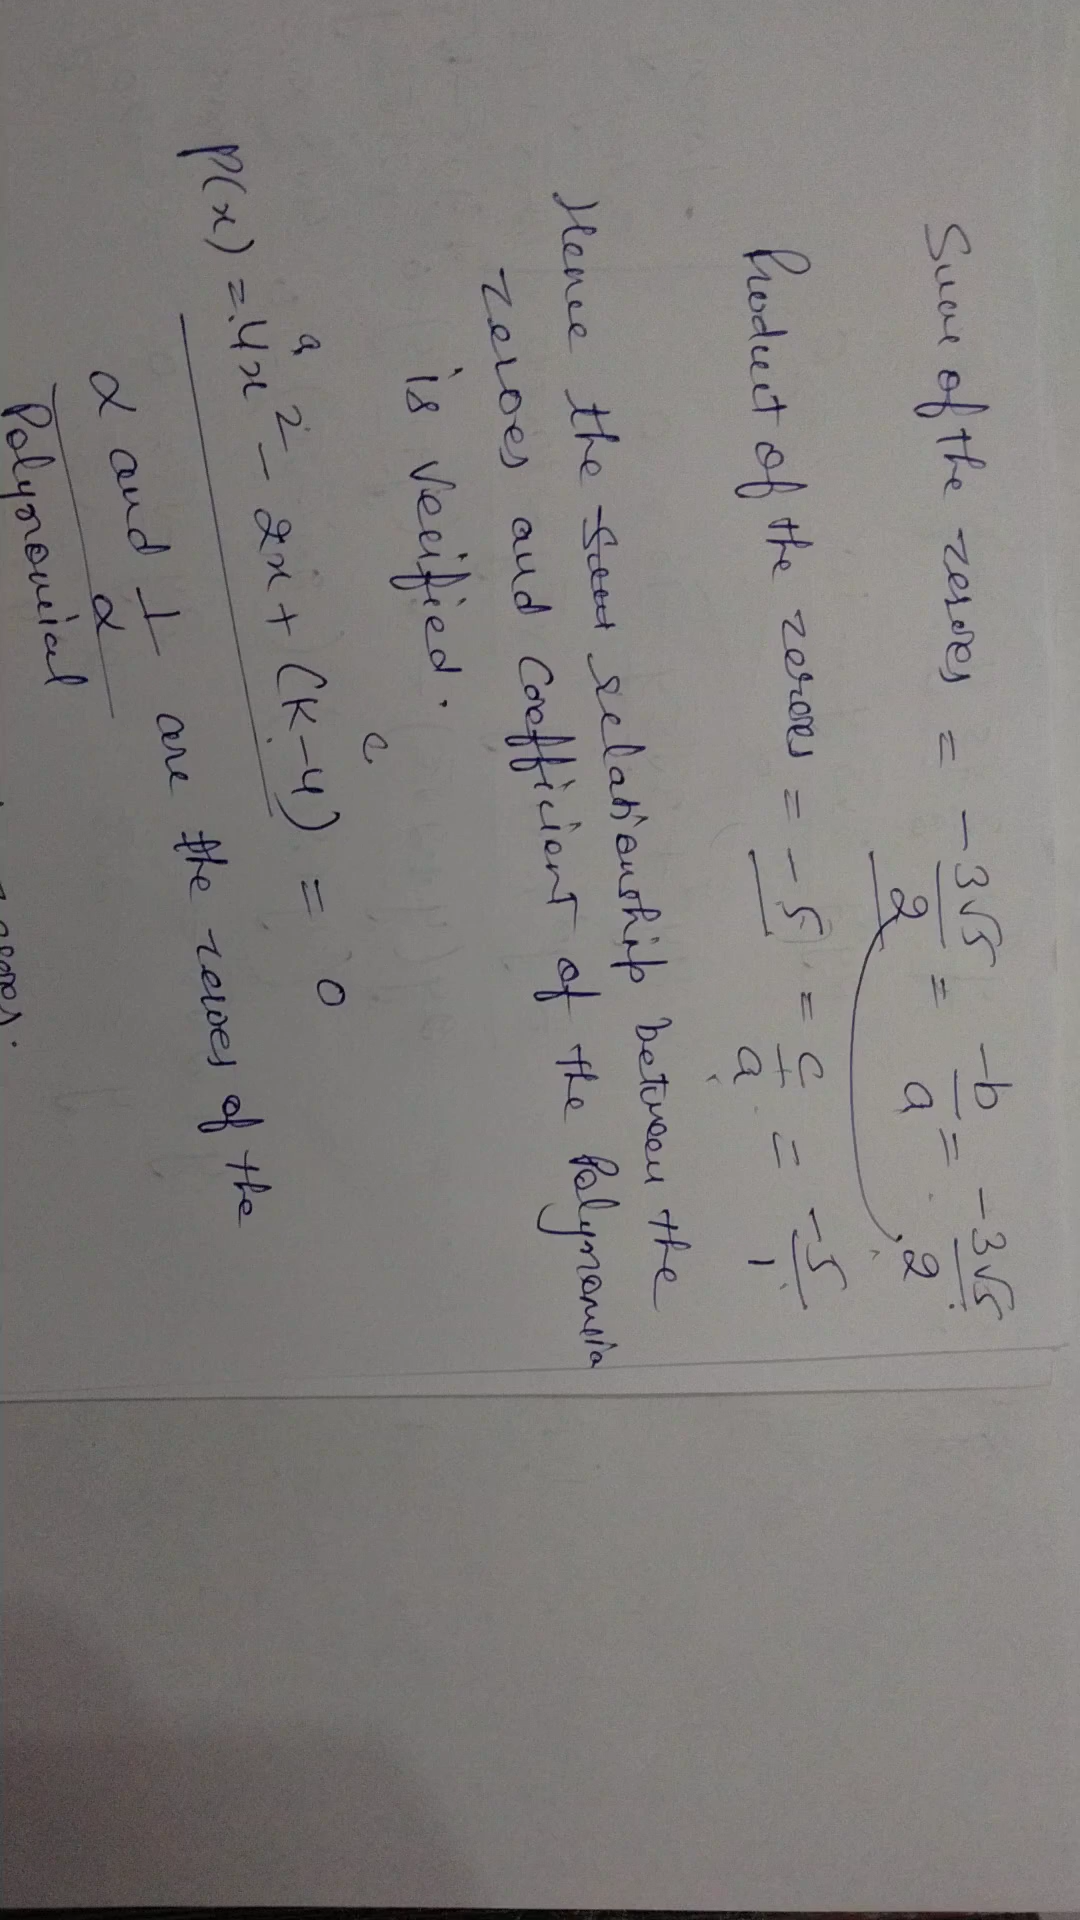 Sum of the zeroes = -3√5/2 = -b/a = -3√5/2
Product of the zeroes = -5 = c/a = -5/1
Hence the sum relationship between the
zeroes and coefficient of the Polynomia
is verified.
a c
P(x) = 4x² - 2x + (K-4) = 0
α and 1/α are the zeroes of the
Polynomial